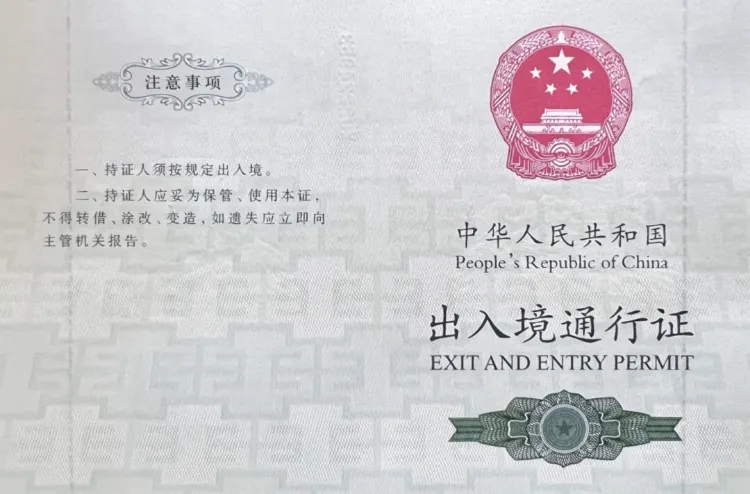 注意事项
一、持证人须按规定出入境。
二、持证人应妥为保管、使用本证，
不得转借、涂改、变造，如遗失应立即向
主管机关报告。
中华人民共和国
People's Republic of China
出入境通行证
EXIT AND ENTRY PERMIT